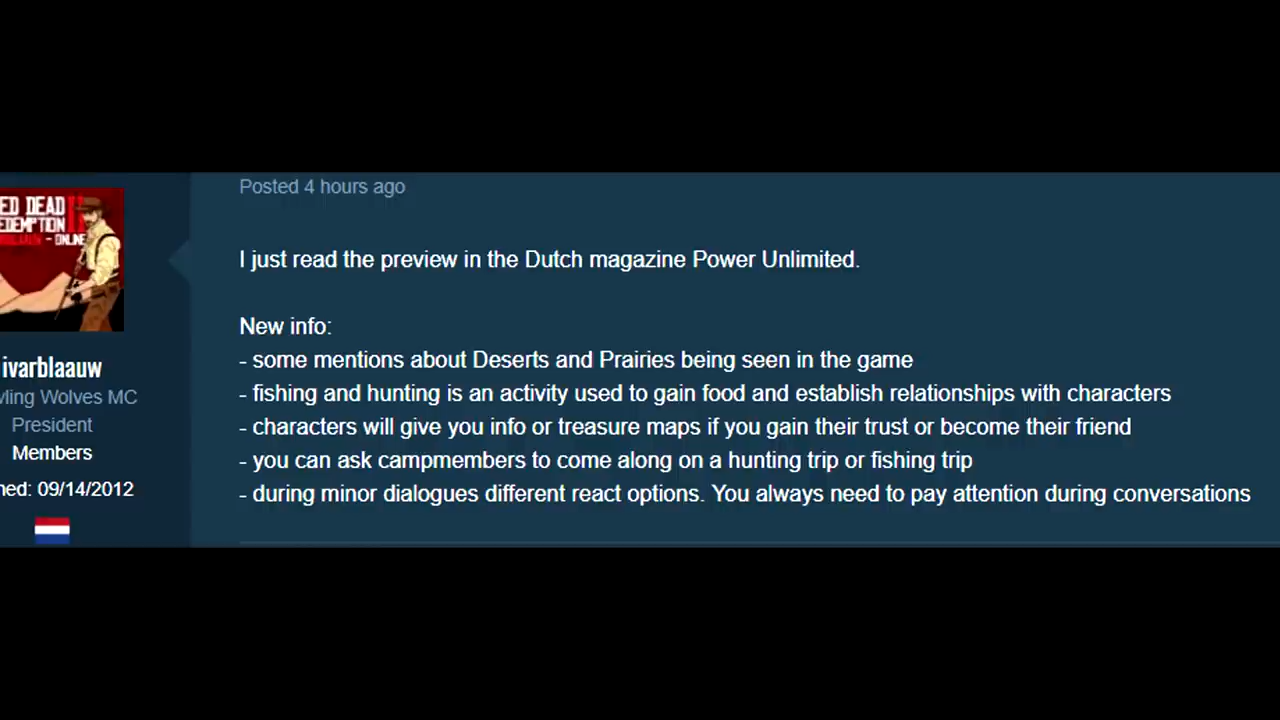 Posted 4 hours ago
ED DEAD
EDEMPTION II
- ONLINE
I just read the preview in the Dutch magazine Power Unlimited.
New info:
- some mentions about Deserts and Prairies being seen in the game
- fishing and hunting is an activity used to gain food and establish relationships with characters
- characters will give you info or treasure maps if you gain their trust or become their friend
- you can ask campmembers to come along on a hunting trip or fishing trip
- during minor dialogues different react options. You always need to pay attention during conversations
ivarblaauw
ling Wolves MC
President
Members
ned: 09/14/2012